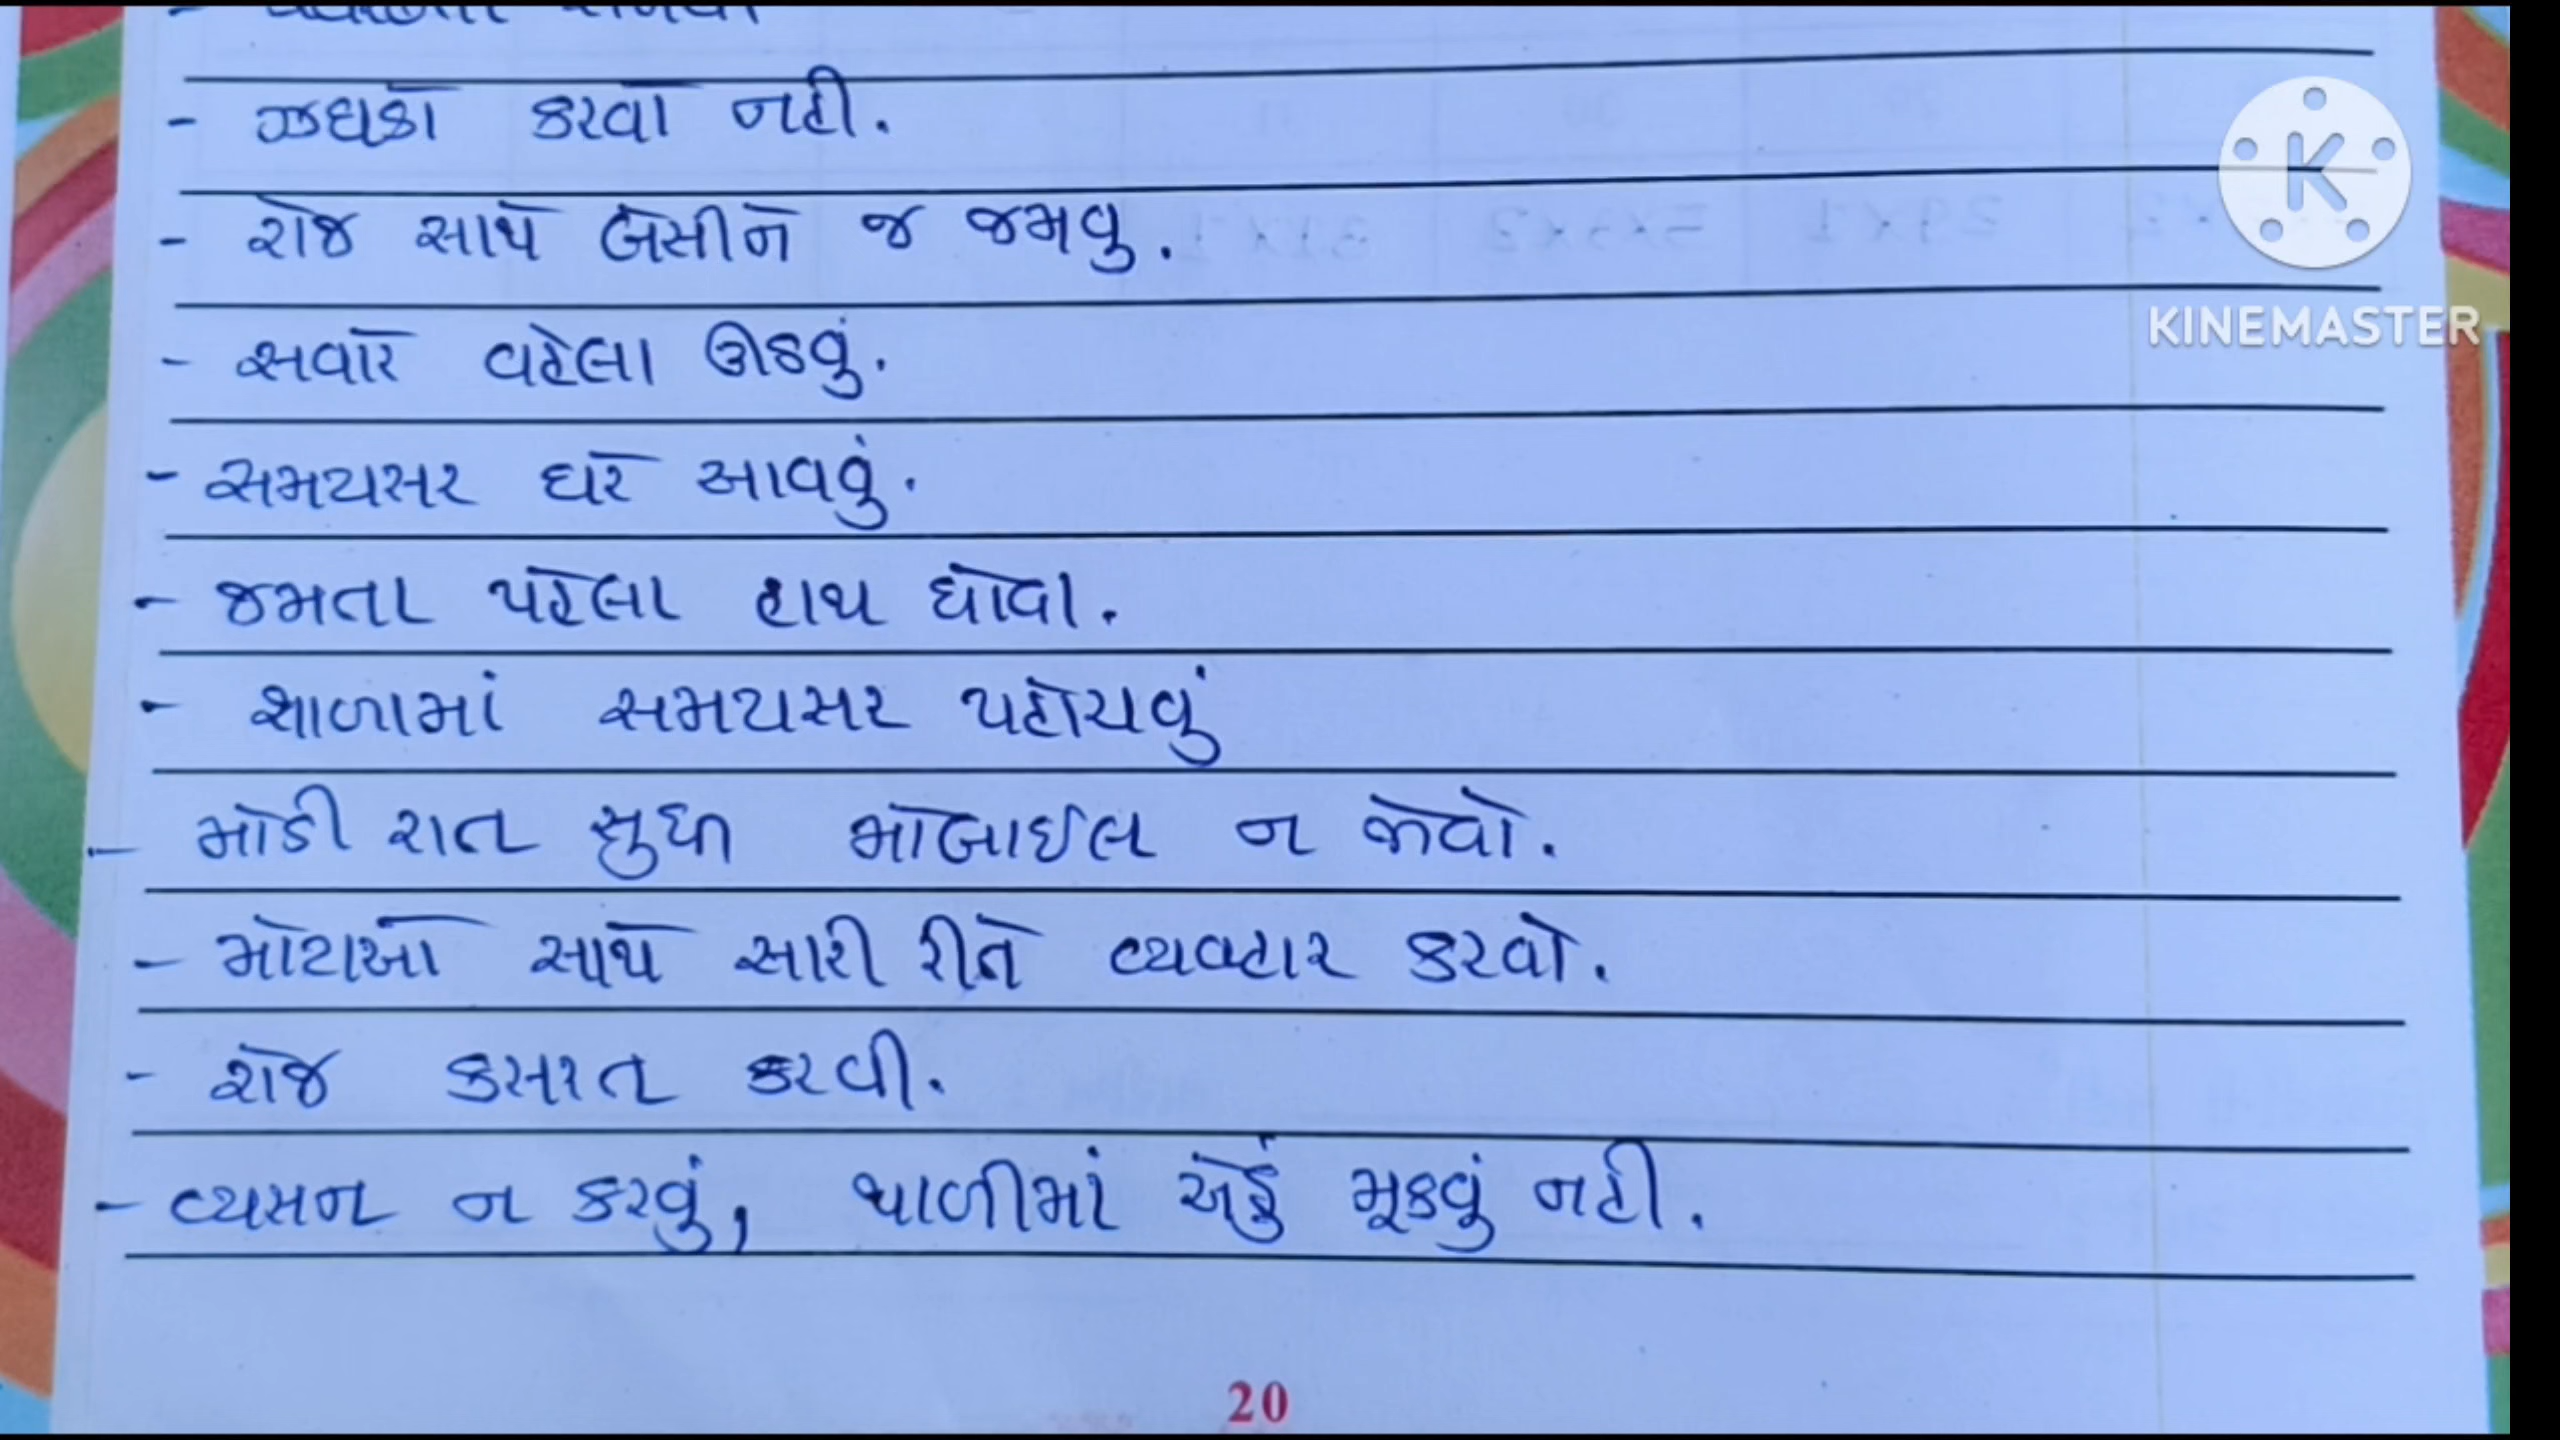 - ઝઘડો કરવો નહી.
- રોજ સાથે બેસીને જ જમવુ.
- સવારે વહેલા ઊઠવું.
- સમયસર ઘરે આવવું.
- જમતા પહેલા હાથ ધોવા.
- શાળામાં સમયસર પહોચવું
- મોડી રાત સુધી મોબાઈલ ન જોવો.
- મોટાઓ સાથે સારી રીતે વ્યવહાર કરવો.
- રોજ કસરત કરવી.
- વ્યસન ન કરવું, થાળીમાં એઠું મૂકવું નહી.
20
KINEMASTER